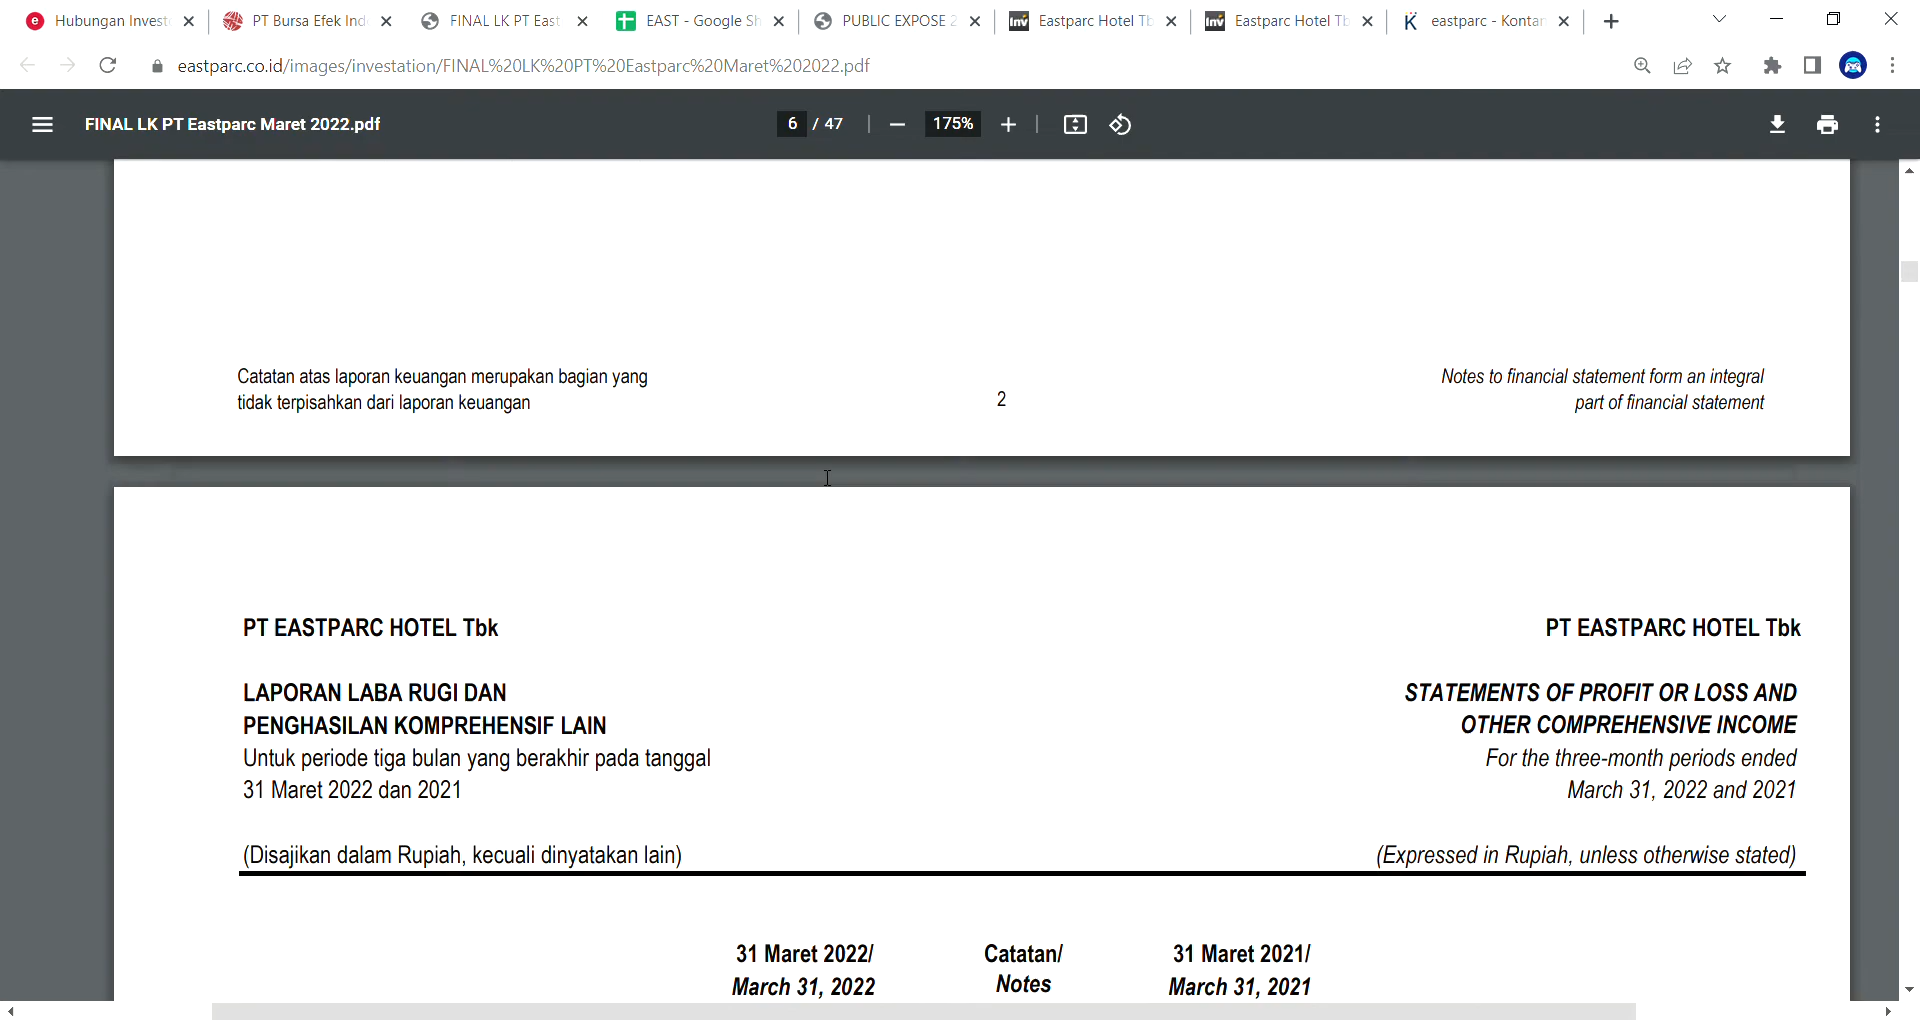 Hubungan Invest
PT Bursa Efek Ind
FINAL LK PT East
EAST - Google Sh
PUBLIC EXPOSE 2
Eastparc Hotel Tb
Eastparc Hotel Tb
eastparc - Kontan
eastparc.co.id/images/investation/FINAL%20LK%20PT%20Eastparc%20Maret%202022.pdf
FINAL LK PT Eastparc Maret 2022.pdf
6 / 47
175%
Catatan atas laporan keuangan merupakan bagian yang
tidak terpisahkan dari laporan keuangan
2
Notes to financial statement form an integral
part of financial statement
PT EASTPARC HOTEL Tbk
PT EASTPARC HOTEL Tbk
LAPORAN LABA RUGI DAN
PENGHASILAN KOMPREHENSIF LAIN
Untuk periode tiga bulan yang berakhir pada tanggal
31 Maret 2022 dan 2021
STATEMENTS OF PROFIT OR LOSS AND
OTHER COMPREHENSIVE INCOME
For the three-month periods ended
March 31, 2022 and 2021
(Disajikan dalam Rupiah, kecuali dinyatakan lain)
(Expressed in Rupiah, unless otherwise stated)
31 Maret 2022/
March 31, 2022
Catatan/
Notes
31 Maret 2021/
March 31, 2021